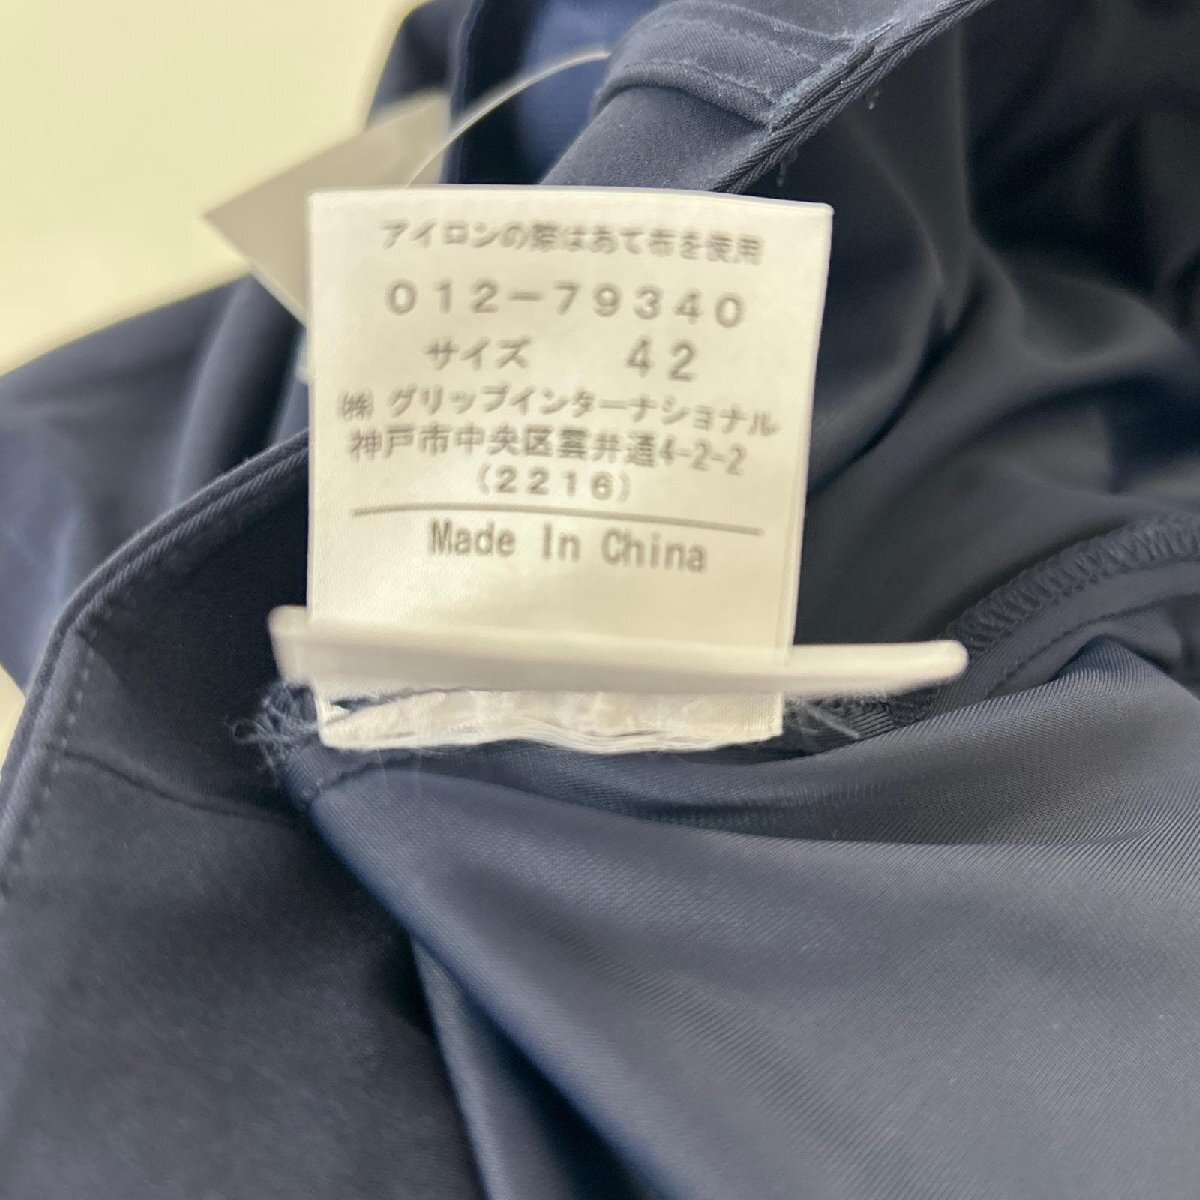 アイロンの際はあて布を使用
012-79340
サイズ 42
㈱ グリップインターナショナル
神戸市中央区雲井通4-2-2
(2216)
Made In China